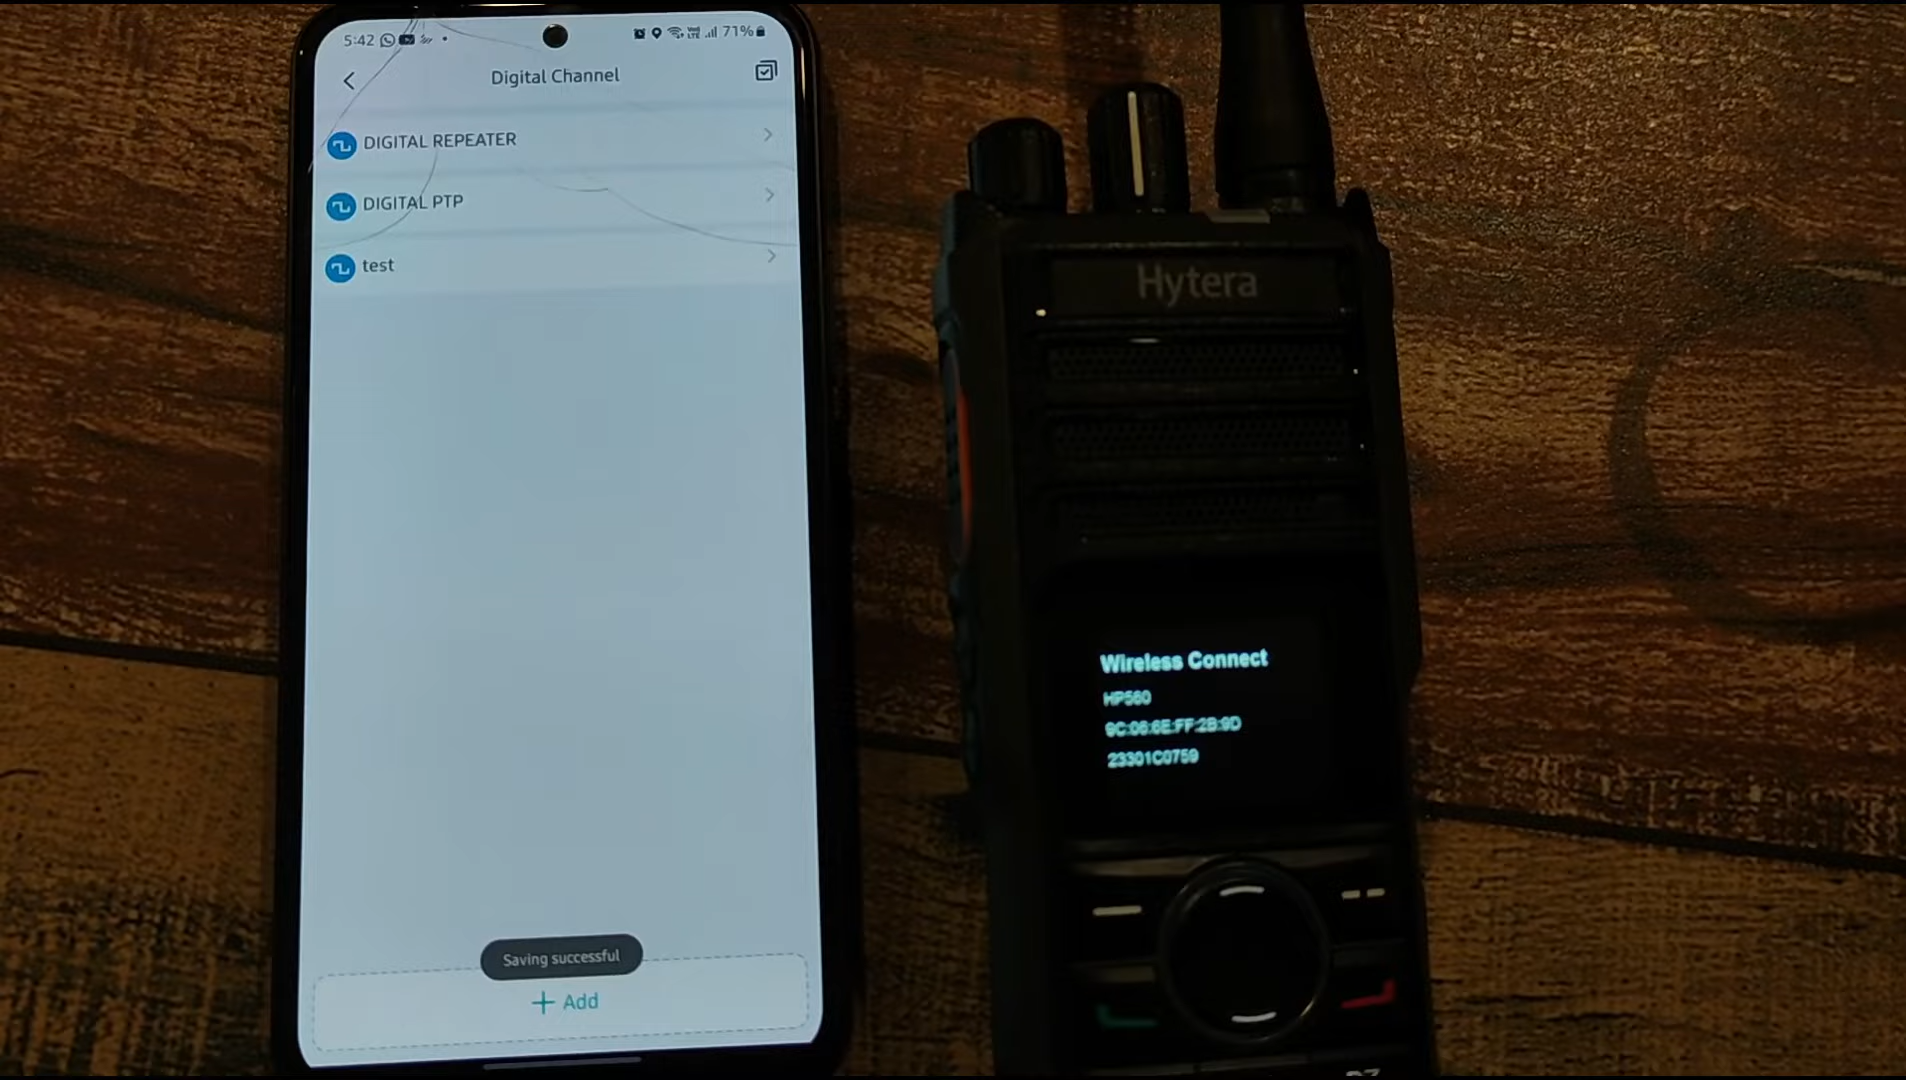 5:42
71%
Digital Channel
DIGITAL REPEATER
DIGITAL PTP
test
Saving successful
+ Add
Hytera
Wireless Connect
HP560
9C:06:6E:FF:2B:9D
23301C0759